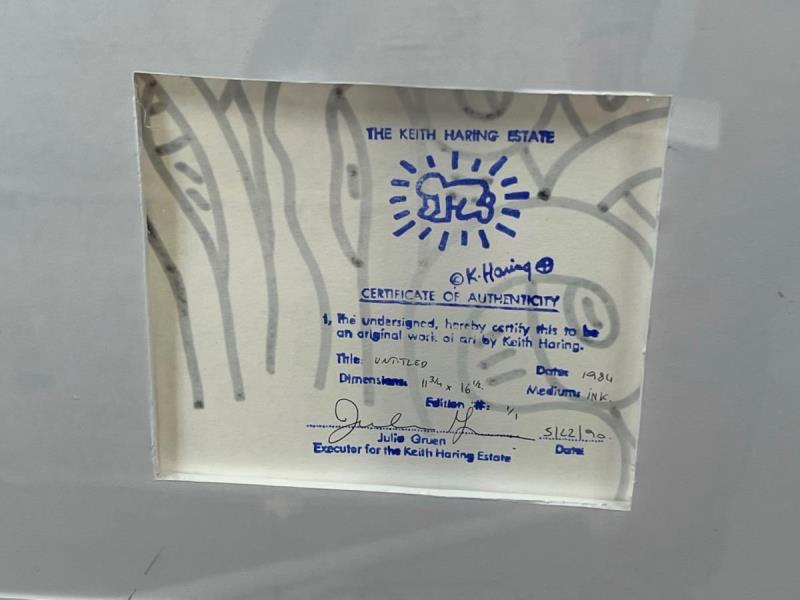 THE KEITH HARING ESTATE
© K. Haring
CERTIFICATE OF AUTHENTICITY
I, the undersigned, hereby certify this to be
an original work of art by Keith Haring.
Title: UNTITLED Date: 1984
Dimensions: 11 3/4 x 16 1/2. Medium: INK.
Edition #: 1/1
5/22/90
Julia Gruen Date
Executor for the Keith Haring Estate